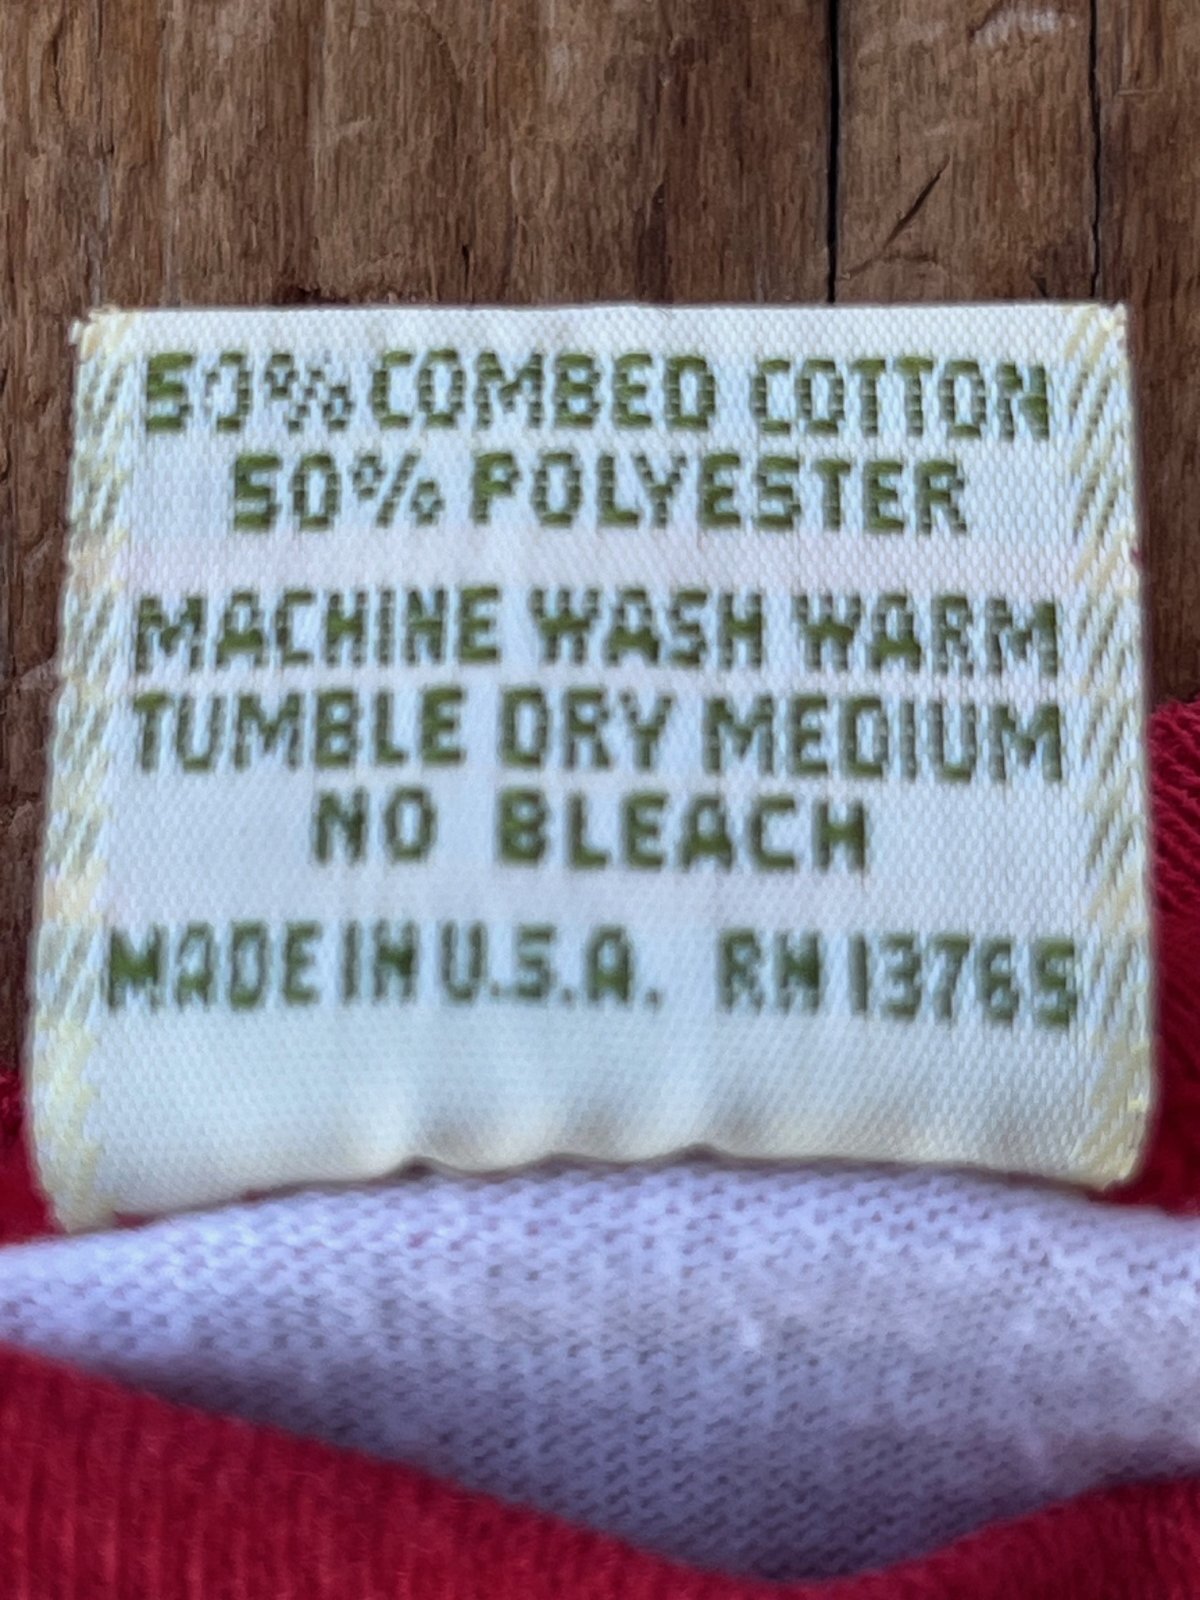 50% COMBED COTTON
50% POLYESTER
MACHINE WASH WARM
TUMBLE DRY MEDIUM
NO BLEACH
MADE IN U.S.A. RN 13765